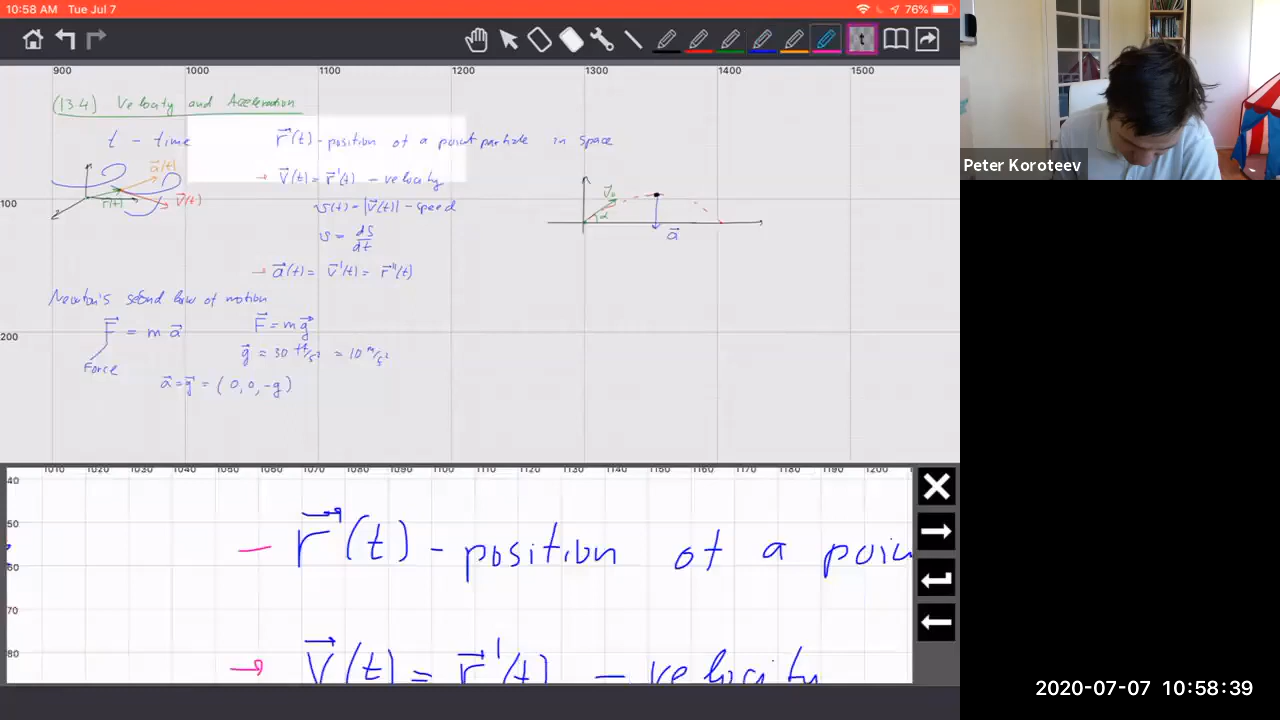 10:58 AM Tue Jul 7
76%
t
900 1000 1100 1200 1300 1400 1500
(13.4) Velocity and Acceleration
t - time
r⃗(t) - position of a point particle in space
v⃗(t) = r⃗'(t) - velocity
a⃗(t)
r⃗(t)
v⃗(t)
v(t) - |v⃗(t)| - speed
v = ds/dt
→ a⃗(t) = v⃗'(t) = r⃗''(t)
α
a⃗
100
Newton's second law of motion
F⃗ = m a⃗
F⃗ = m g⃗
200
g⃗ = 30 ft/s² = 10 m/s²
Force
a⃗ = g⃗ = (0, 0, -g)
1010 1020 1030 1040 1050 1060 1070 1080 1090 1100 1110 1120 1130 1140 1150 1160 1170 1180 1190 1200
40
50
60
70
80
— r⃗(t) - position of a poin
→ v⃗(t) = r⃗'(t) — velocity
Peter Koroteev
2020-07-07 10:58:39